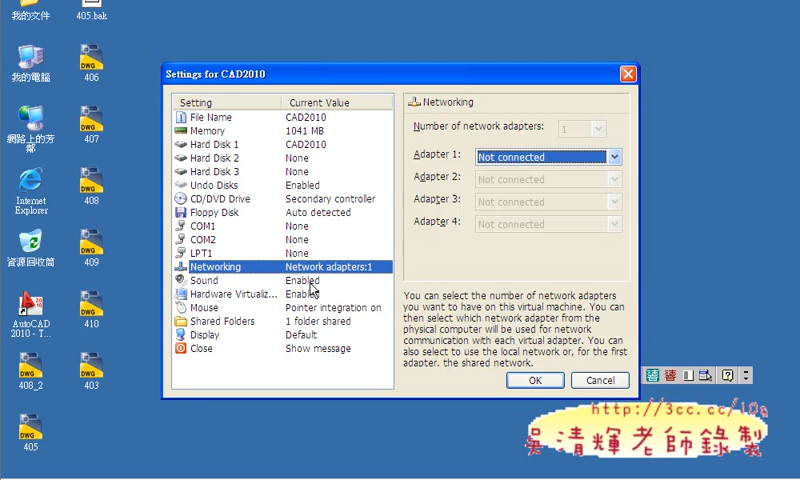 我的文件
405.bak
我的電腦
406
網路上的芳
鄰
407
Internet
Explorer
408
資源回收筒
409
AutoCAD
2010 - T...
410
408_2
403
405
Settings for CAD2010
Setting
Current Value
File Name
CAD2010
Memory
1041 MB
Hard Disk 1
CAD2010
Hard Disk 2
None
Hard Disk 3
None
Undo Disks
Enabled
CD/DVD Drive
Secondary controller
Floppy Disk
Auto detected
COM1
None
COM2
None
LPT1
None
Networking
Network adapters:1
Sound
Enabled
Hardware Virtualiz...
Enabled
Mouse
Pointer integration on
Shared Folders
1 folder shared
Display
Default
Close
Show message
Networking
Number of network adapters:
1
Adapter 1:
Not connected
Adapter 2:
Not connected
Adapter 3:
Not connected
Adapter 4:
Not connected
You can select the number of network adapters
you want to have on this virtual machine. You can
then select which network adapter from the
physical computer will be used for network
communication with each virtual adapter. You can
also select to use the local network or, for the first
adapter, the shared network.
OK
Cancel
吳清輝老師錄製